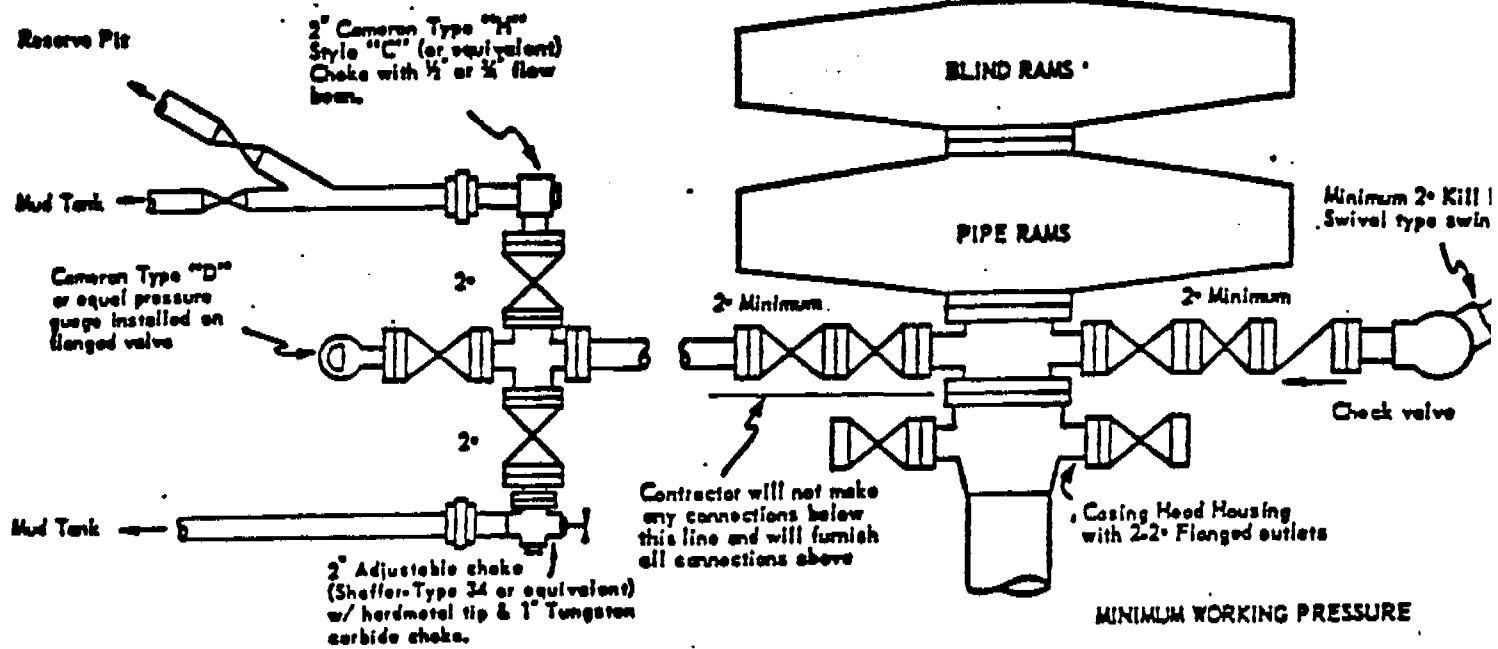 Reserve Pit
2" Cameron Type "H"
Style "C" (or equivalent)
Choke with ½" or ¾" flow
bean.
Mud Tank
Cameron Type "D"
or equal pressure
guage installed on
flanged valve
2"
2"
Mud Tank
2" Adjustable choke
(Shaffer-Type 34 or equivalent)
w/ hardmetal tip & 1" Tungsten
carbide choke.
BLIND RAMS
PIPE RAMS
2" Minimum
2" Minimum
Minimum 2" Kill
Swivel type swin
Check valve
Contractor will not make
any connections below
this line and will furnish
all connections above
Casing Head Housing
with 2-2" Flanged outlets
MINIMUM WORKING PRESSURE